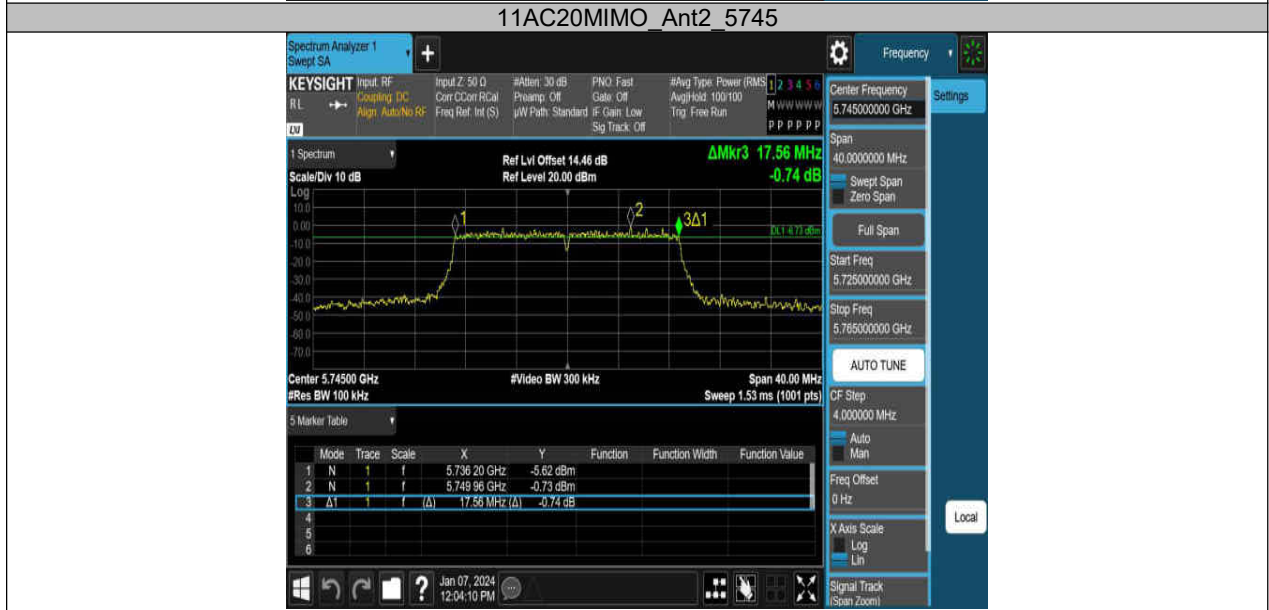 11AC20MIMO_Ant2_5745
Spectrum Analyzer 1
Swept SA
+
Frequency
KEYSIGHT
RL
LXI
Input: RF
Coupling: DC
Align: Auto/No RF
Input Z: 50 Ω
Corr CCorr RCal
Freq Ref: Int (S)
#Atten: 30 dB
Preamp: Off
µW Path: Standard
PNO: Fast
Gate: Off
IF Gain: Low
Sig Track: Off
#Avg Type: Power (RMS
Avg|Hold: 100/100
Trig: Free Run
1 2 3 4 5 6
M W W W W W
P P P P P P
1 Spectrum
Scale/Div 10 dB
Ref Lvl Offset 14.46 dB
Ref Level 20.00 dBm
ΔMkr3 17.56 MHz
-0.74 dB
Log
10.0
0.00
-10.0
-20.0
-30.0
-40.0
-50.0
-60.0
-70.0
1
2
3Δ1
DL1 -6.73 dBm
Center 5.74500 GHz
#Res BW 100 kHz
#Video BW 300 kHz
Span 40.00 MHz
Sweep 1.53 ms (1001 pts)
5 Marker Table
Mode Trace Scale X Y Function Function Width Function Value
1 N 1 f 5.736 20 GHz -5.62 dBm
2 N 1 f 5.749 96 GHz -0.73 dBm
3 Δ1 1 f (Δ) 17.56 MHz (Δ) -0.74 dB
4
5
6
?
Jan 07, 2024
12:04:10 PM
Center Frequency
5.745000000 GHz
Settings
Span
40.0000000 MHz
Swept Span
Zero Span
Full Span
Start Freq
5.725000000 GHz
Stop Freq
5.765000000 GHz
AUTO TUNE
CF Step
4.000000 MHz
Auto
Man
Freq Offset
0 Hz
X Axis Scale
Log
Lin
Local
Signal Track
(Span Zoom)